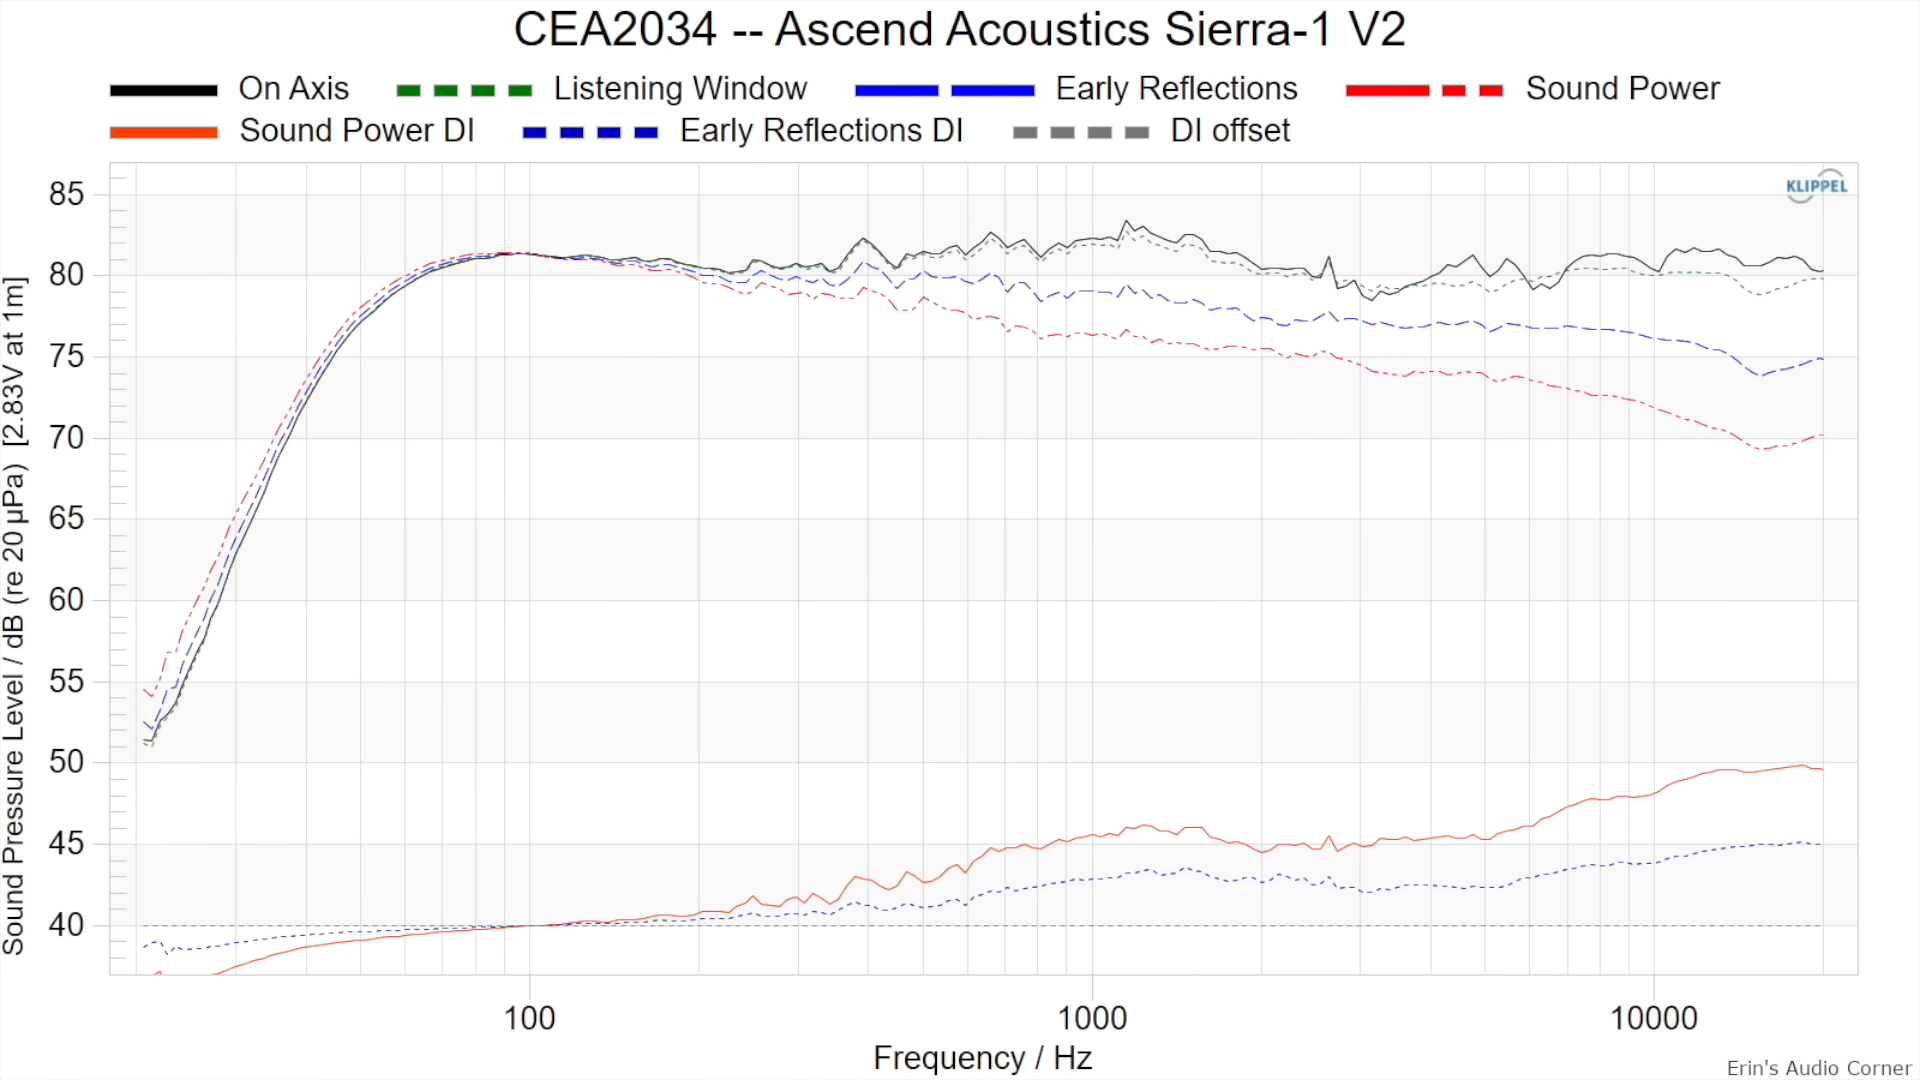 CEA2034 -- Ascend Acoustics Sierra-1 V2
On Axis Listening Window Early Reflections Sound Power
Sound Power DI Early Reflections DI DI offset
KLIPPEL
Sound Pressure Level / dB (re 20 µPa) [2.83V at 1m]
85
80
75
70
65
60
55
50
45
40
100 1000 10000
Frequency / Hz
Erin's Audio Corner